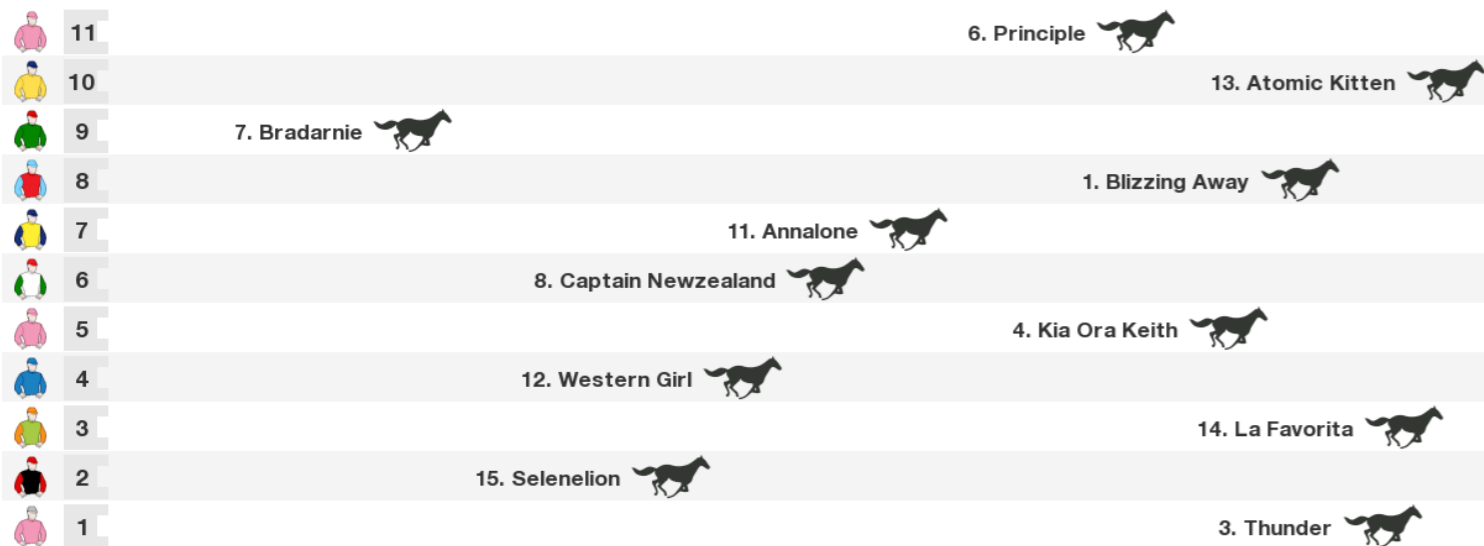 11 6. Principle
10 13. Atomic Kitten
9 7. Bradarnie
8 1. Blizzing Away
7 11. Annalone
6 8. Captain Newzealand
5 4. Kia Ora Keith
4 12. Western Girl
3 14. La Favorita
2 15. Selenelion
1 3. Thunder